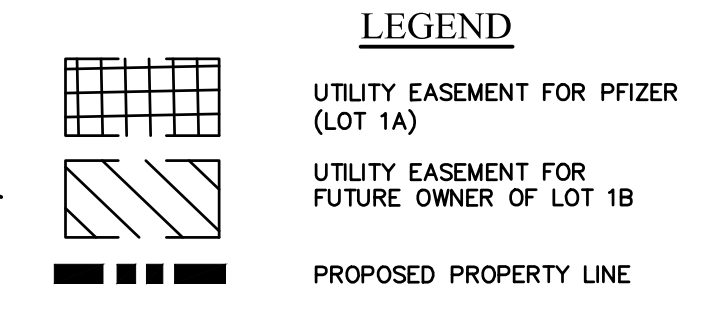 LEGEND
UTILITY EASEMENT FOR PFIZER
(LOT 1A)
UTILITY EASEMENT FOR
FUTURE OWNER OF LOT 1B
PROPOSED PROPERTY LINE